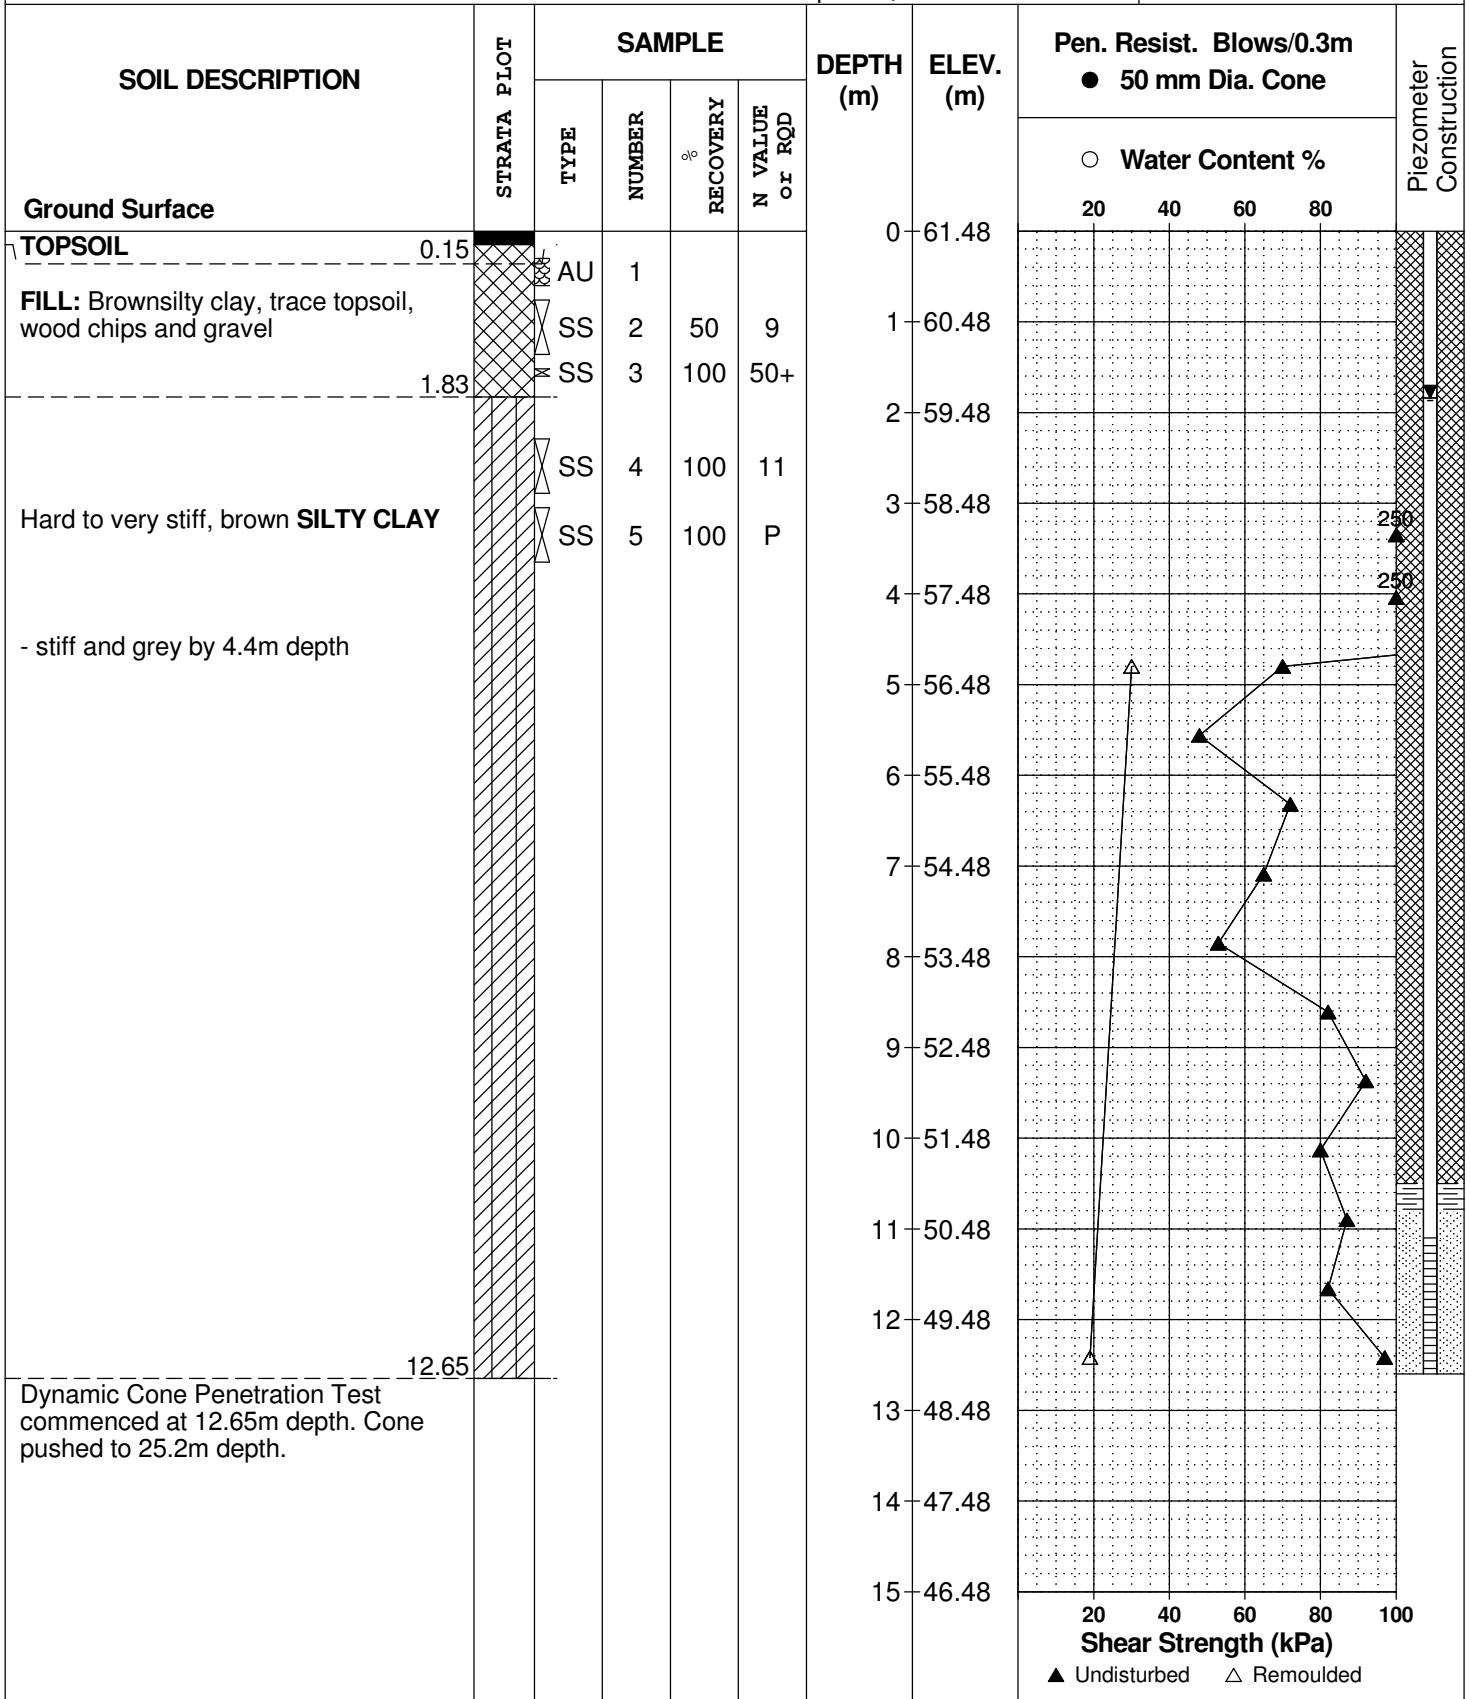 SOIL DESCRIPTION
Ground Surface
STRATA PLOT
SAMPLE
TYPE
NUMBER
%
RECOVERY
N VALUE
or RQD
DEPTH
(m)
ELEV.
(m)
Pen. Resist. Blows/0.3m
● 50 mm Dia. Cone
○ Water Content %
20 40 60 80
Piezometer
Construction
TOPSOIL 0.15
FILL: Brownsilty clay, trace topsoil,
wood chips and gravel
1.83
Hard to very stiff, brown SILTY CLAY
- stiff and grey by 4.4m depth
12.65
Dynamic Cone Penetration Test
commenced at 12.65m depth. Cone
pushed to 25.2m depth.
AU 1
SS 2 50 9
SS 3 100 50+
SS 4 100 11
SS 5 100 P
0 61.48
1 60.48
2 59.48
3 58.48
4 57.48
5 56.48
6 55.48
7 54.48
8 53.48
9 52.48
10 51.48
11 50.48
12 49.48
13 48.48
14 47.48
15 46.48
250
250
20 40 60 80 100
Shear Strength (kPa)
▲ Undisturbed △ Remoulded